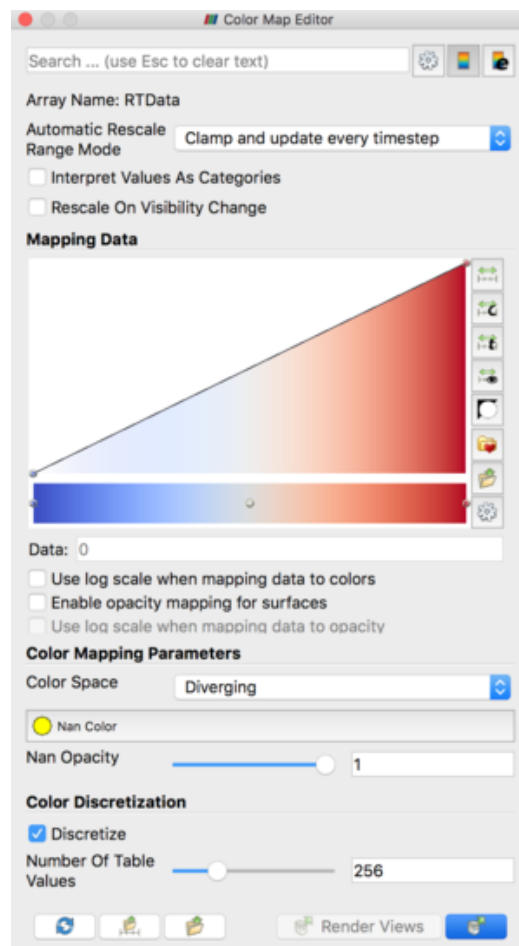 Color Map Editor
Search ... (use Esc to clear text)
Array Name: RTData
Automatic Rescale
Range Mode
Clamp and update every timestep
Interpret Values As Categories
Rescale On Visibility Change
Mapping Data
Data: 0
Use log scale when mapping data to colors
Enable opacity mapping for surfaces
Use log scale when mapping data to opacity
Color Mapping Parameters
Color Space
Diverging
Nan Color
Nan Opacity
1
Color Discretization
Discretize
Number Of Table
Values
256
Render Views